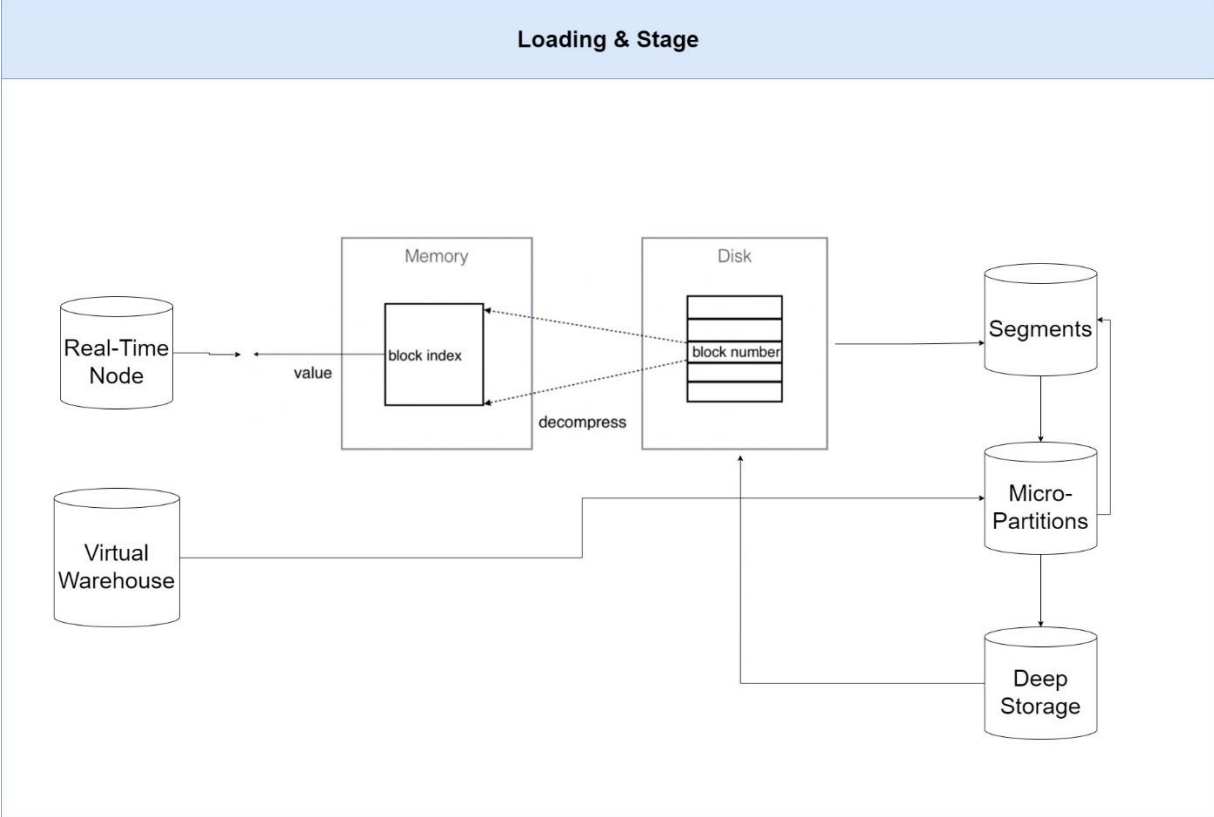 Loading & Stage
Memory
Disk
Real-Time
Node
value
block index
block number
decompress
Segments
Virtual
Warehouse
Micro-
Partitions
Deep
Storage